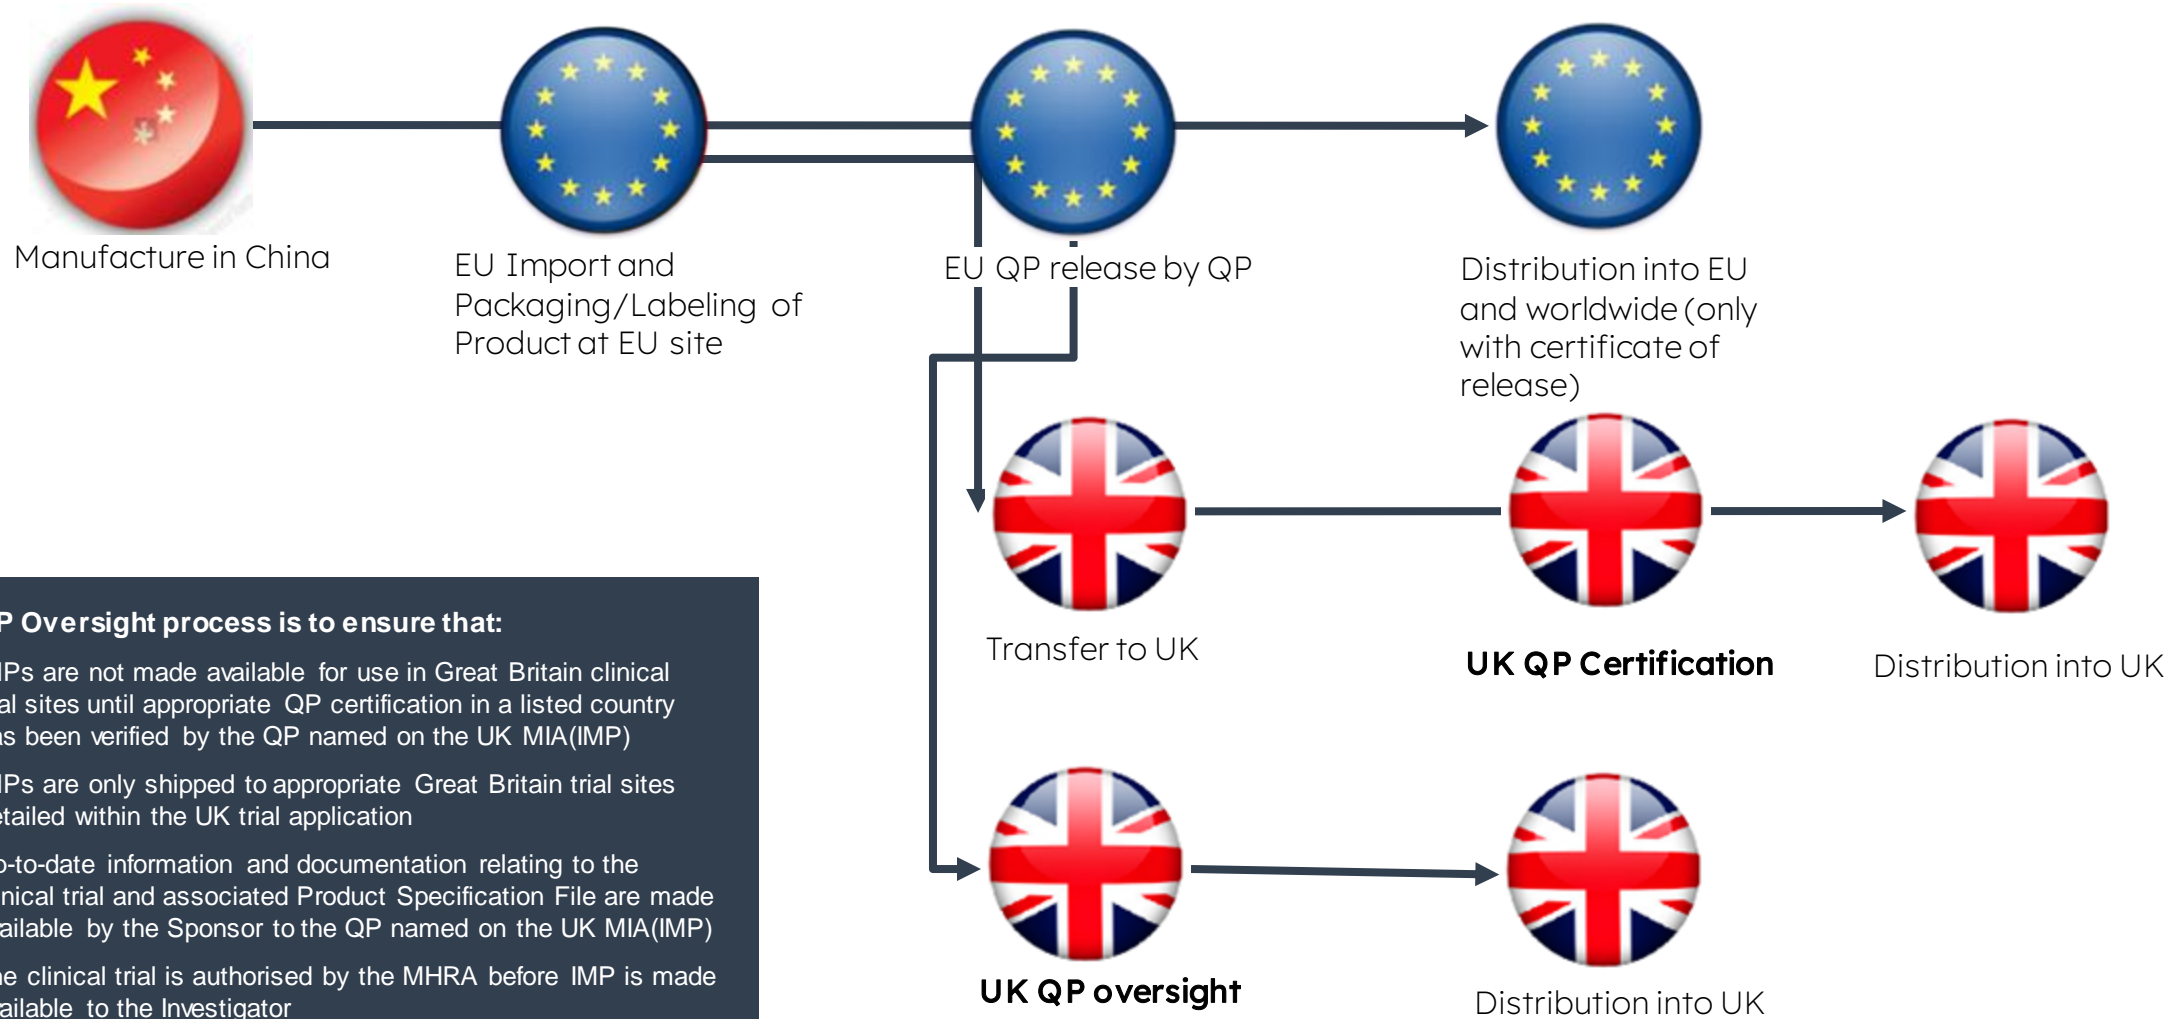 Manufacture in China
EU Import and
Packaging/Labeling of
Product at EU site
EU QP release by QP
Distribution into EU
and worldwide (only
with certificate of
release)
Transfer to UK
UK QP Certification
Distribution into UK
UK QP oversight
Distribution into UK
P Oversight process is to ensure that:
IPs are not made available for use in Great Britain clinical
al sites until appropriate QP certification in a listed country
as been verified by the QP named on the UK MIA(IMP)
IPs are only shipped to appropriate Great Britain trial sites
etailed within the UK trial application
o-to-date information and documentation relating to the
nical trial and associated Product Specification File are made
ailable by the Sponsor to the QP named on the UK MIA(IMP)
e clinical trial is authorised by the MHRA before IMP is made
ailable to the Investigator